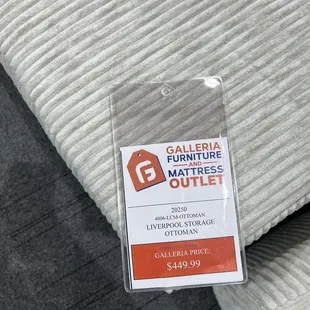 GALLERIA
FURNITURE
AND
MATTRESS
OUTLET
20250
4006-LCM-OTTOMAN
LIVERPOOL STORAGE
OTTOMAN
GALLERIA PRICE:
$449.99